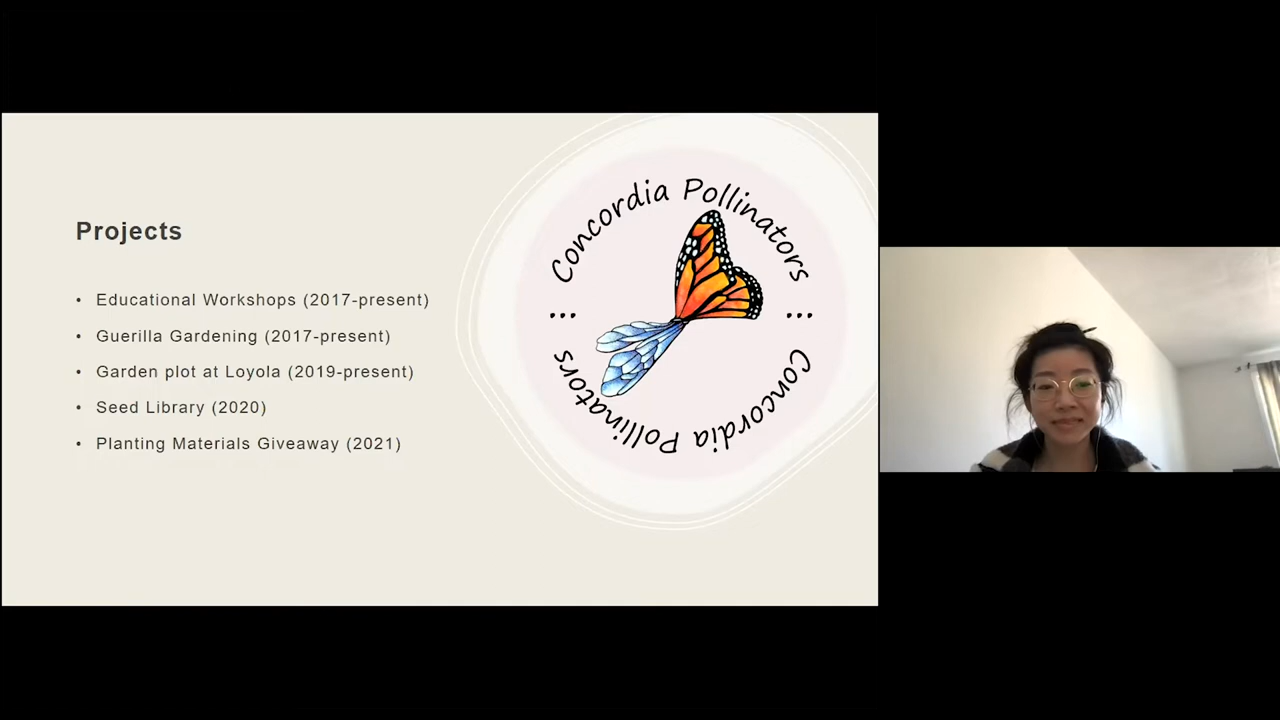 Projects
• Educational Workshops (2017-present)
• Guerilla Gardening (2017-present)
• Garden plot at Loyola (2019-present)
• Seed Library (2020)
• Planting Materials Giveaway (2021)
Concordia Pollinators
...
...
Concordia Pollinators